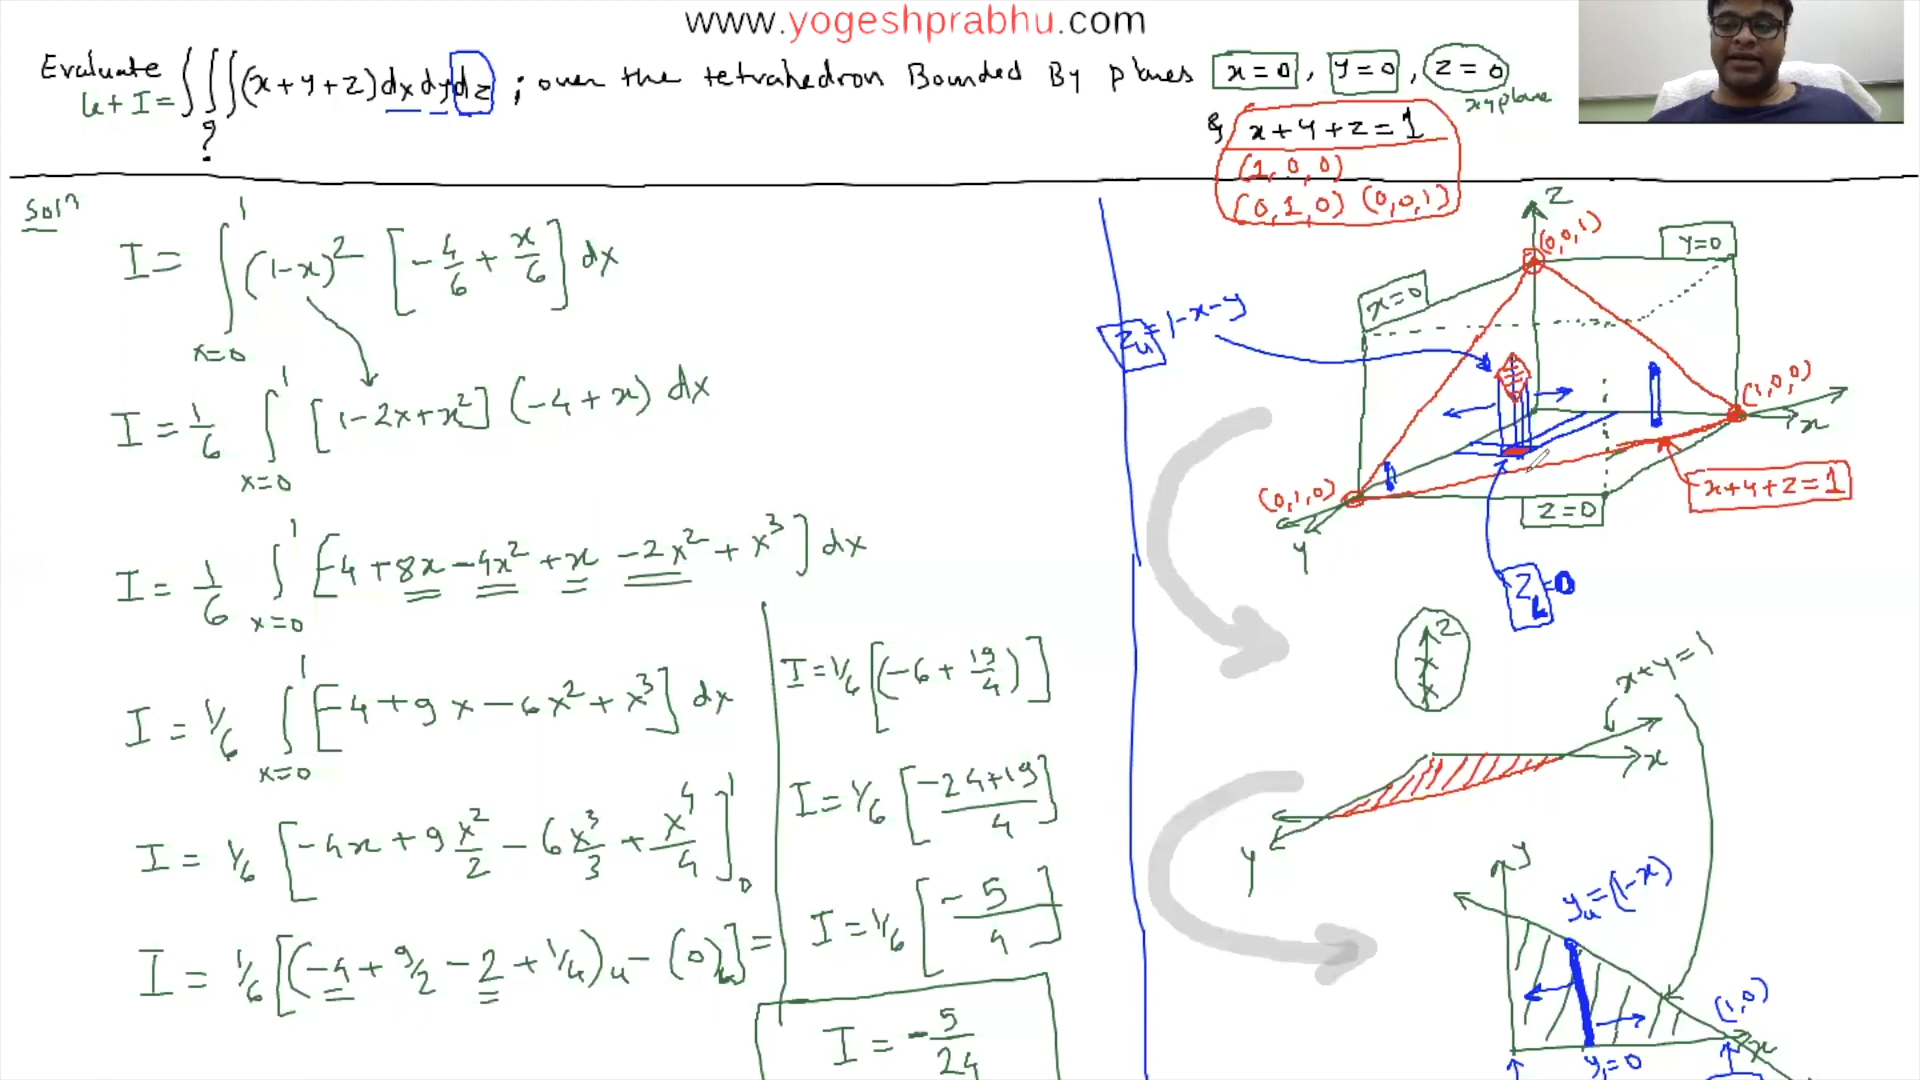 www.yogeshprabhu.com
Evaluate ∫∫∫(x+y+z)dxdydz ; over the tetrahedron Bounded By planes x=0 , y=0 , z=0
let I=
?
xy plane
& x+y+z=1
(1,0,0)
(0,1,0) (0,0,1)
Solⁿ
I = ∫_{x=0}^{1} (1-x)² [-4/6 + x/6] dx
I = 1/6 ∫_{x=0}^{1} [1-2x+x²] (-4+x) dx
I = 1/6 ∫_{x=0}^{1} [-4+8x-4x²+x-2x²+x³] dx
I = 1/6 ∫_{x=0}^{1} [-4+9x-6x²+x³] dx
I = 1/6 [-4x+9x²/2-6x³/3+x⁴/4]_0^1
I = 1/6 [(-4+9/2-2+1/4)u-(0)L] =
I = 1/6 [(-6+19/4)]
I = 1/6 [(-24+19)/4]
I = 1/6 [-5/4]
I = -5/24
z
(0,0,1)
y=0
x=0
Zu = 1-x-y
(1,0,0)
x
(0,1,0)
x+y+z=1
z=0
y
ZL=0
z
x+y=1
x
y
y
yu=(1-x)
(1,0)
x
yL=0